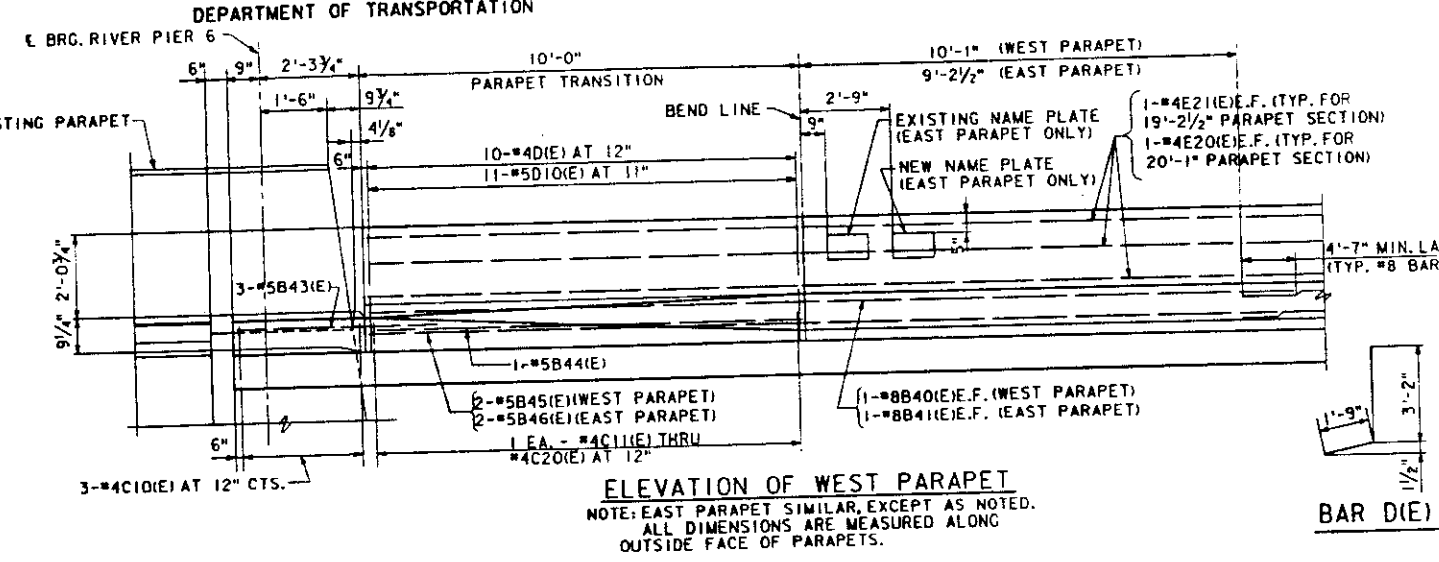 DEPARTMENT OF TRANSPORTATION
℄ BRG. RIVER PIER 6
6"
9"
2'-3¾"
10'-0"
PARAPET TRANSITION
10'-1" (WEST PARAPET)
9'-2½" (EAST PARAPET)
1'-6"
9¾"
4⅛"
6"
BEND LINE
2'-9"
9"
STING PARAPET
10-#4D(E) AT 12"
11-#5D10(E) AT 11"
EXISTING NAME PLATE
(EAST PARAPET ONLY)
NEW NAME PLATE
(EAST PARAPET ONLY)
1-#4E21(E)E.F. (TYP. FOR
19'-2½" PARAPET SECTION)
1-#4E20(E)E.F. (TYP. FOR
20'-1" PARAPET SECTION)
5"
4'-7" MIN. LA
(TYP. #8 BAR
2'-0¾"
9¼"
3-#5B43(E)
1-#5B44(E)
2-#5B45(E)(WEST PARAPET)
2-#5B46(E)(EAST PARAPET)
1-#8B40(E)E.F. (WEST PARAPET)
1-#8B41(E)E.F. (EAST PARAPET)
6"
1 EA. - #4C11(E) THRU
#4C20(E) AT 12"
3-#4C10(E) AT 12" CTS.
1'-9"
3'-2"
1½"
BAR D(E)
ELEVATION OF WEST PARAPET
NOTE: EAST PARAPET SIMILAR, EXCEPT AS NOTED.
ALL DIMENSIONS ARE MEASURED ALONG
OUTSIDE FACE OF PARAPETS.